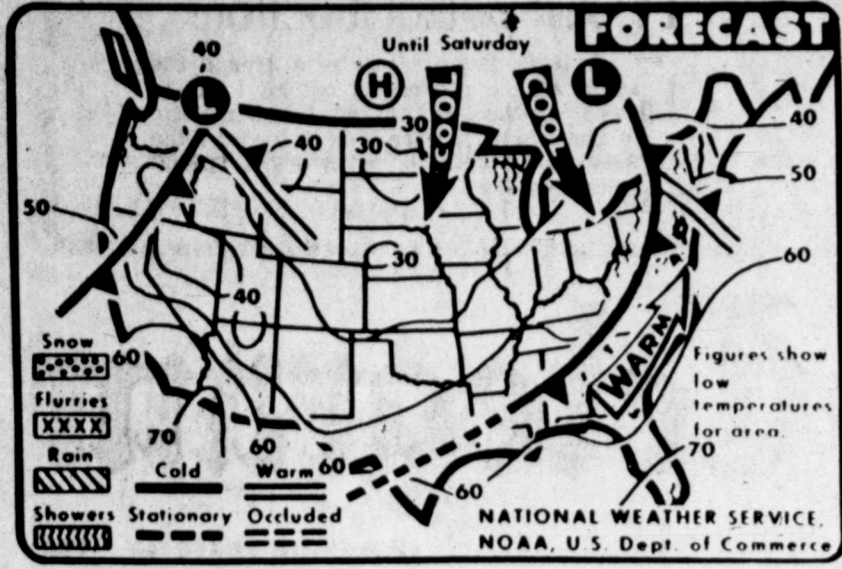 FORECAST
Until Saturday
40
L
H
COOL
COOL
L
30
40
40
30
50
50
30
60
40
Snow
60
Flurries
XXXX
Rain
Showers
70
60
60
Cold
Warm
Stationary
Occluded
WARM
Figures show
low
temperatures
for area.
70
60
NATIONAL WEATHER SERVICE,
NOAA, U.S. Dept. of Commerce